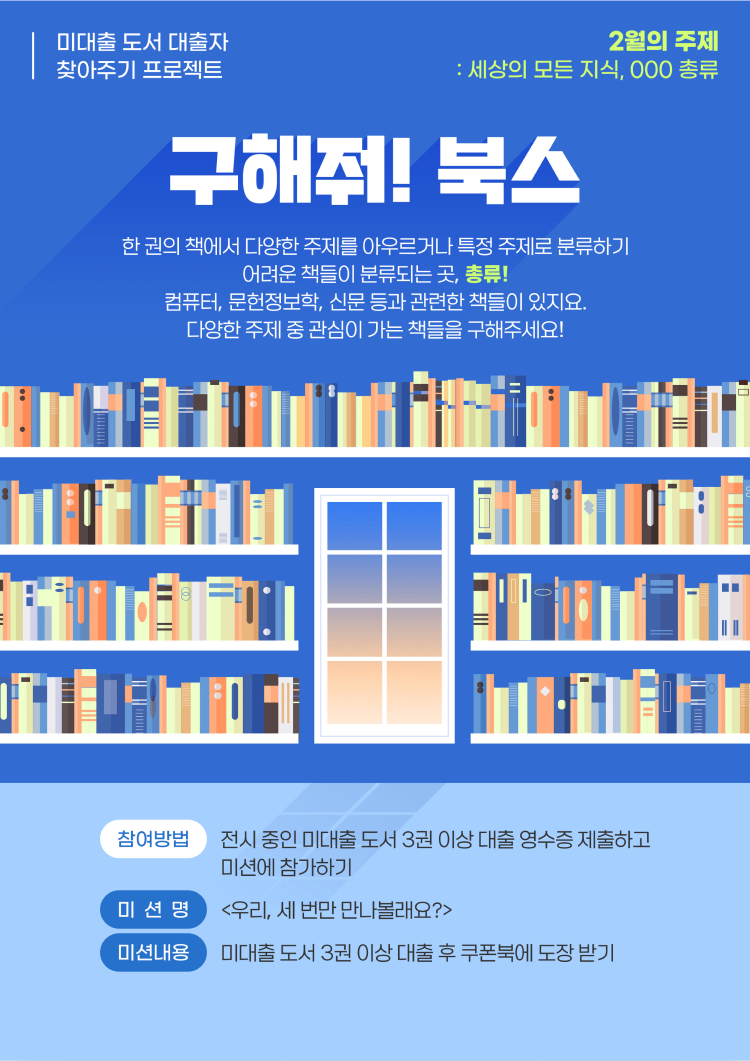 미대출 도서 대출자
찾아주기 프로젝트
2월의 주제
: 세상의 모든 지식, 000 총류
구해줘! 북스
한 권의 책에서 다양한 주제를 아우르거나 특정 주제로 분류하기
어려운 책들이 분류되는 곳, 총류!
컴퓨터, 문헌정보학, 신문 등과 관련한 책들이 있지요.
다양한 주제 중 관심이 가는 책들을 구해주세요!
참여방법
전시 중인 미대출 도서 3권 이상 대출 영수증 제출하고
미션에 참가하기
미 션 명
<우리, 세 번만 만나볼래요?>
미션내용
미대출 도서 3권 이상 대출 후 쿠폰북에 도장 받기